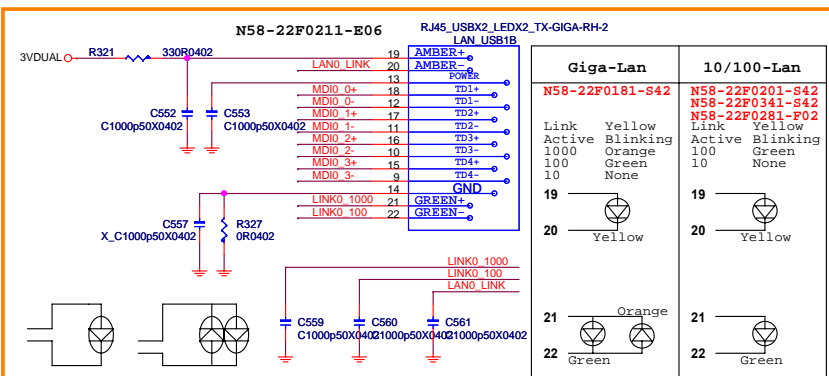 N58-22F0211-E06
RJ45_USBX2_LEDX2_TX-GIGA-RH-2
LAN_USB1B
3VDUAL
R321
330R0402
LAN0_LINK
MDI0_0+
MDI0_0-
MDI0_1+
MDI0_1-
MDI0_2+
MDI0_2-
MDI0_3+
MDI0_3-
LINK0_1000
LINK0_100
19 AMBER+
20 AMBER-
13 POWER
18 TD1+
12 TD1-
17 TD2+
11 TD2-
16 TD3+
10 TD3-
15 TD4+
9 TD4-
14 GND
21 GREEN+
22 GREEN-
C552
C1000p50X0402
C553
C1000p50X0402
C557
X_C1000p50X0402
R327
0R0402
LINK0_1000
LINK0_100
LAN0_LINK
C559
C1000p50X0402
C560
C1000p50X0402
C561
C1000p50X0402
Giga-Lan
N58-22F0181-S42
Link Yellow
Active Blinking
1000 Orange
100 Green
10 None
19
20
Yellow
21
Orange
22
Green
10/100-Lan
N58-22F0201-S42
N58-22F0341-S42
N58-22F0281-F02
Link Yellow
Active Blinking
100 Green
10 None
19
20
Yellow
21
22
Green